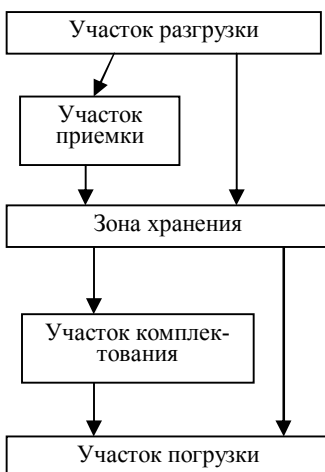 Участок разгрузки
Участок
приемки
Зона хранения
Участок комплек-
тования
Участок погрузки